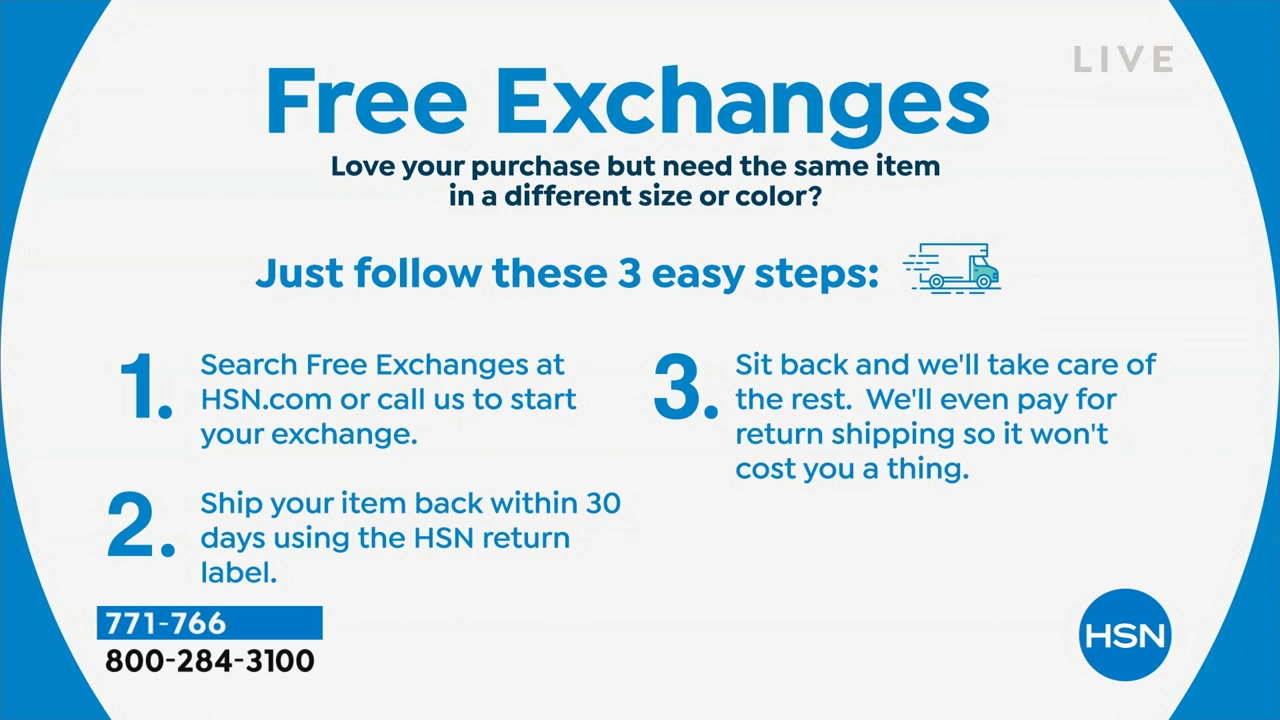 LIVE
Free Exchanges
Love your purchase but need the same item
in a different size or color?
Just follow these 3 easy steps:
1. Search Free Exchanges at
HSN.com or call us to start
your exchange.
2. Ship your item back within 30
days using the HSN return
label.
3. Sit back and we'll take care of
the rest. We'll even pay for
return shipping so it won't
cost you a thing.
771-766
800-284-3100
HSN